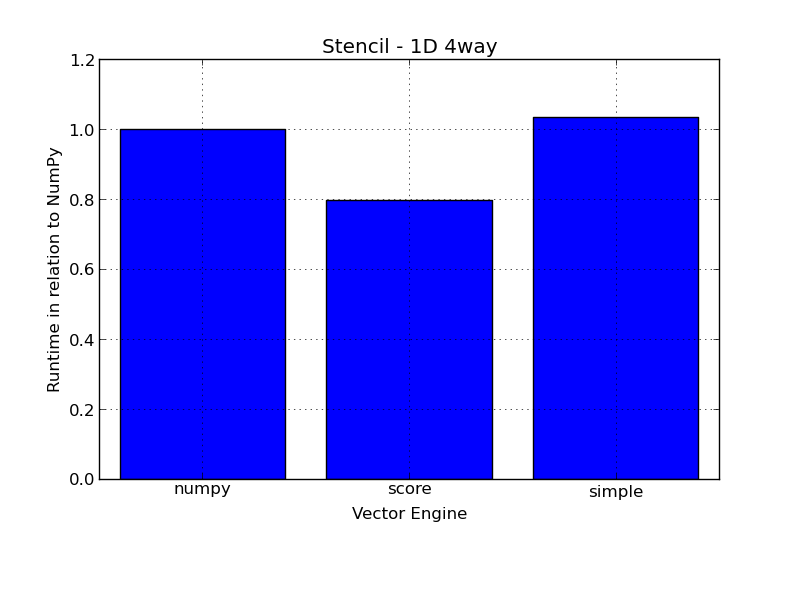 Stencil - 1D 4way
1.2
1.0
0.8
0.6
0.4
0.2
0.0
Runtime in relation to NumPy
numpy score simple
Vector Engine